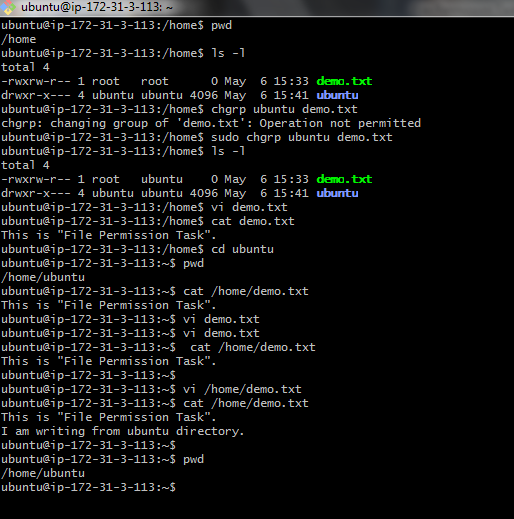 ubuntu@ip-172-31-3-113: ~
ubuntu@ip-172-31-3-113:/home$ pwd
/home
ubuntu@ip-172-31-3-113:/home$ ls -l
total 4
-rwxrw-r-- 1 root   root      0 May  6 15:33 demo.txt
drwxr-x--- 4 ubuntu ubuntu 4096 May  6 15:41 ubuntu
ubuntu@ip-172-31-3-113:/home$ chgrp ubuntu demo.txt
chgrp: changing group of 'demo.txt': Operation not permitted
ubuntu@ip-172-31-3-113:/home$ sudo chgrp ubuntu demo.txt
ubuntu@ip-172-31-3-113:/home$ ls -l
total 4
-rwxrw-r-- 1 root   ubuntu    0 May  6 15:33 demo.txt
drwxr-x--- 4 ubuntu ubuntu 4096 May  6 15:41 ubuntu
ubuntu@ip-172-31-3-113:/home$ vi demo.txt
ubuntu@ip-172-31-3-113:/home$ cat demo.txt
This is "File Permission Task".
ubuntu@ip-172-31-3-113:/home$ cd ubuntu
ubuntu@ip-172-31-3-113:~$ pwd
/home/ubuntu
ubuntu@ip-172-31-3-113:~$ cat /home/demo.txt
This is "File Permission Task".
ubuntu@ip-172-31-3-113:~$ vi demo.txt
ubuntu@ip-172-31-3-113:~$ vi demo.txt
ubuntu@ip-172-31-3-113:~$  cat /home/demo.txt
This is "File Permission Task".
ubuntu@ip-172-31-3-113:~$
ubuntu@ip-172-31-3-113:~$ vi /home/demo.txt
ubuntu@ip-172-31-3-113:~$ cat /home/demo.txt
This is "File Permission Task".
I am writing from ubuntu directory.
ubuntu@ip-172-31-3-113:~$
ubuntu@ip-172-31-3-113:~$ pwd
/home/ubuntu
ubuntu@ip-172-31-3-113:~$